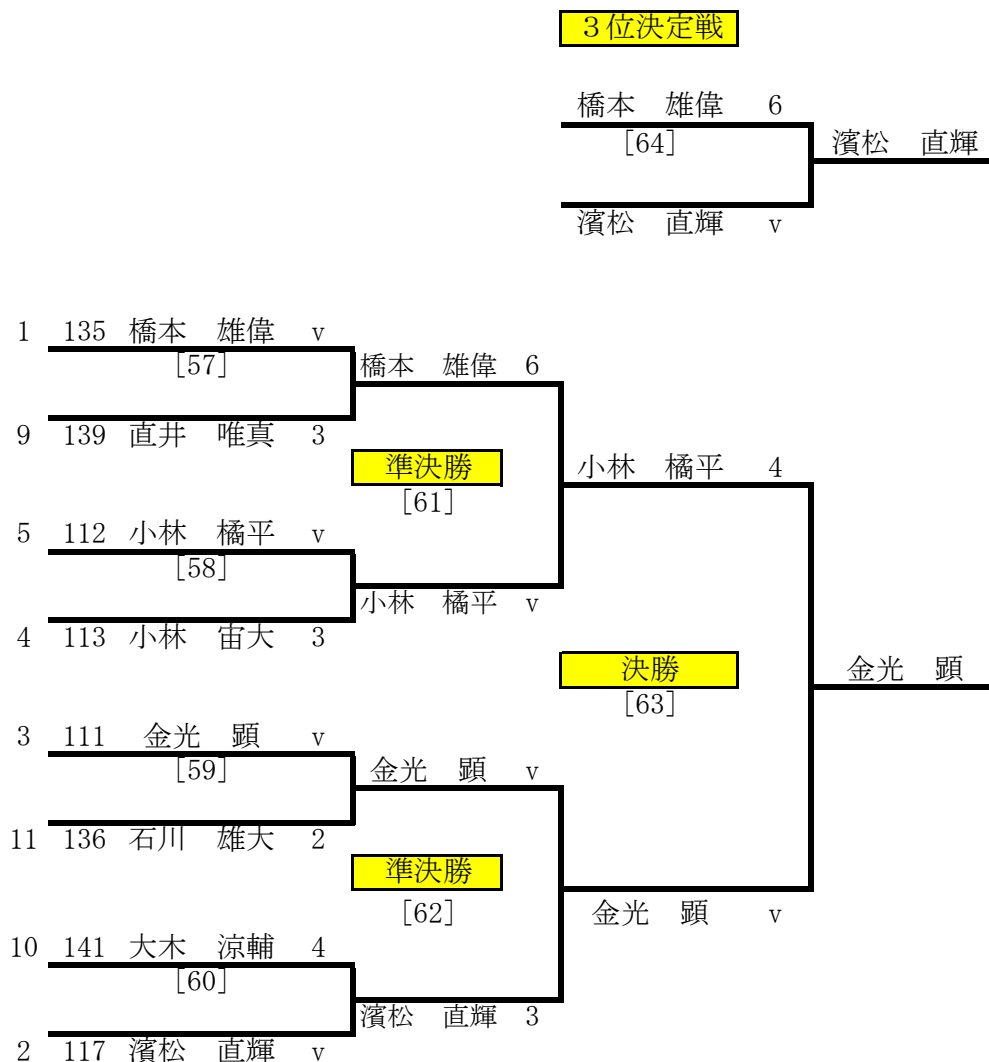 ３位決定戦
橋本　雄偉　6
[64]
濱松　直輝
濱松　直輝　v
1　135　橋本　雄偉　v
[57]
橋本　雄偉　6
9　139　直井　唯真　3
準決勝
小林　橘平　4
[61]
5　112　小林　橘平　v
[58]
小林　橘平　v
4　113　小林　宙大　3
決勝
金光　顕
[63]
3　111　金光　顕　v
[59]
金光　顕　v
11　136　石川　雄大　2
準決勝
[62]
金光　顕　v
10　141　大木　涼輔　4
[60]
濱松　直輝　3
2　117　濱松　直輝　v